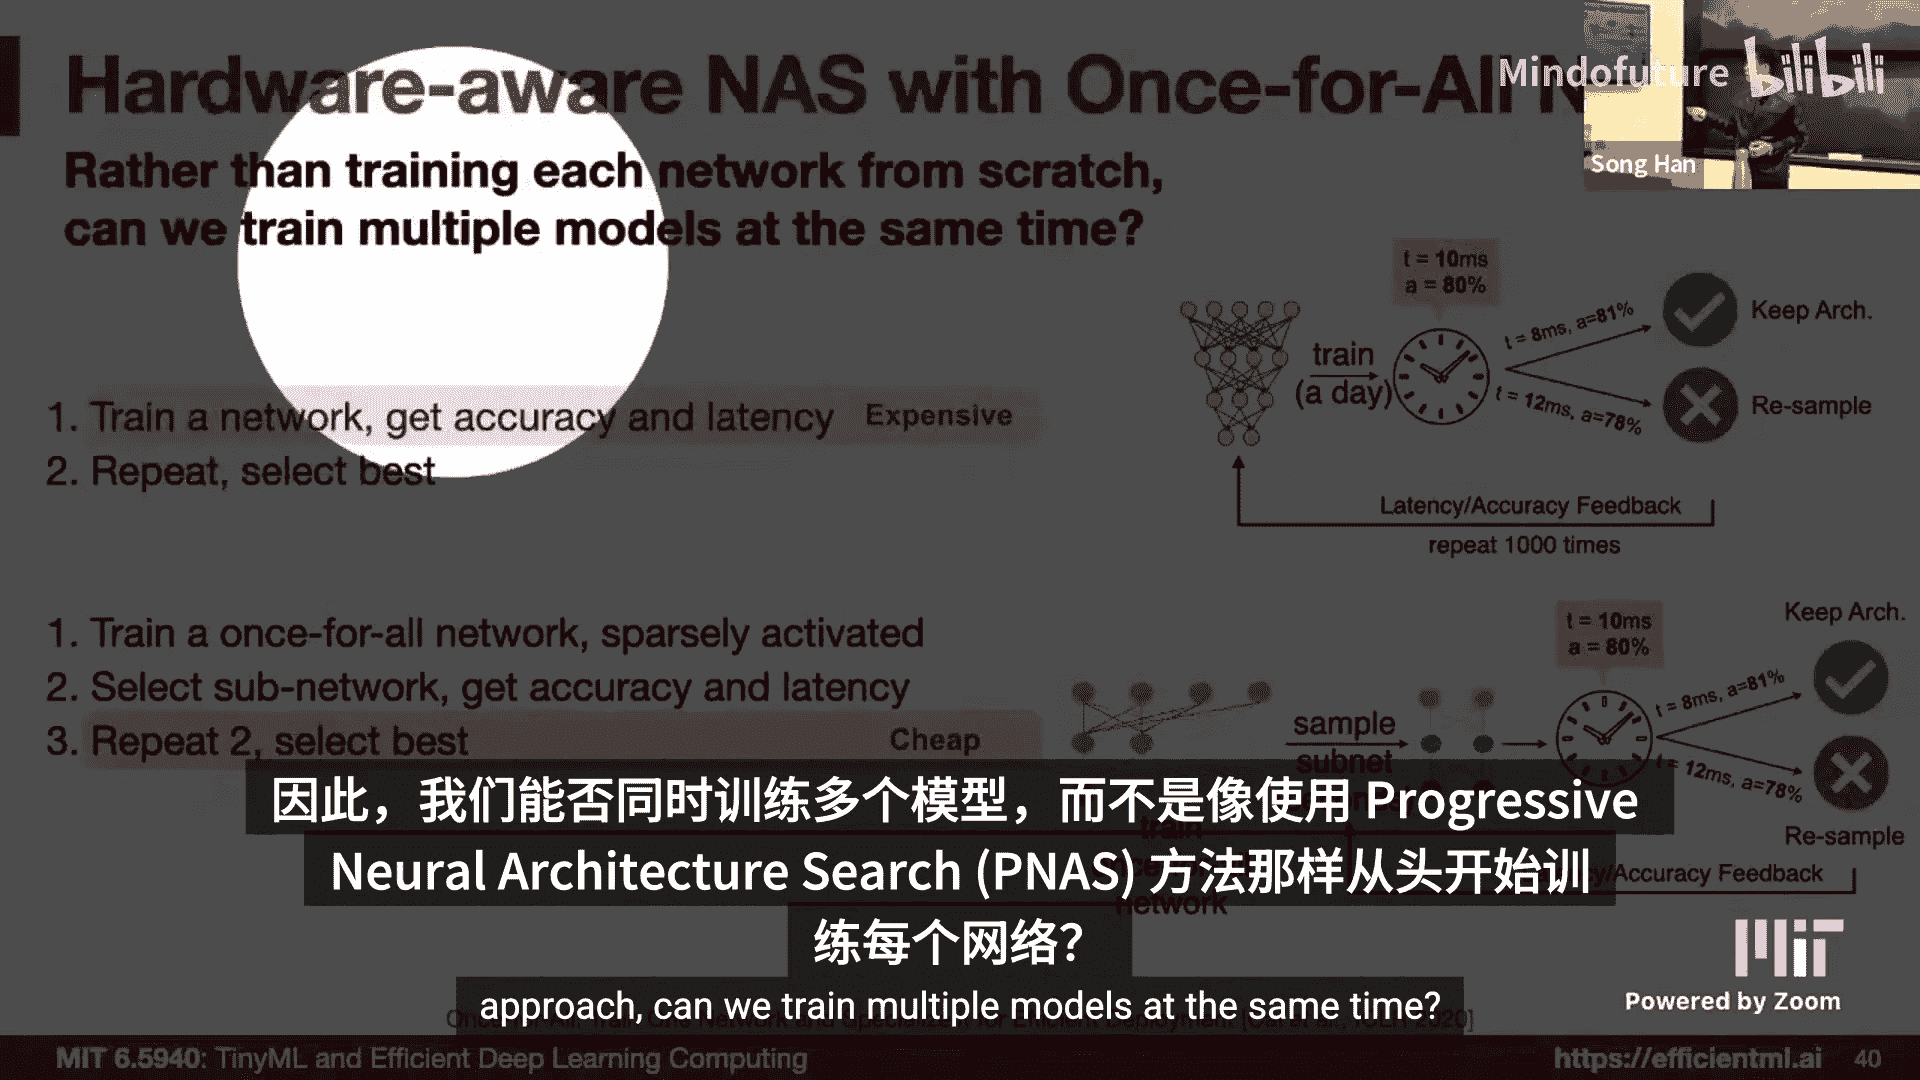 Hardware-aware NAS with Once-for-All N
Mindofuture bilibili
Song Han
Rather than training each network from scratch,
can we train multiple models at the same time?
t = 10ms
a = 80%
t = 8ms, a=81%
Keep Arch.
train
(a day)
t = 12ms, a=78%
Re-sample
1. Train a network, get accuracy and latency Expensive
2. Repeat, select best
Latency/Accuracy Feedback
repeat 1000 times
1. Train a once-for-all network, sparsely activated
2. Select sub-network, get accuracy and latency
3. Repeat 2, select best Cheap
t = 10ms
a = 80%
Keep Arch.
t = 8ms, a=81%
sample
subnet
t = 12ms, a=78%
Re-sample
train
network
y/Accuracy Feedback
因此，我们能否同时训练多个模型，而不是像使用 Progressive
Neural Architecture Search (PNAS) 方法那样从头开始训
练每个网络？
approach, can we train multiple models at the same time?
MIT
Powered by Zoom
MIT 6.5940: TinyML and Efficient Deep Learning Computing
https://efficientml.ai 40